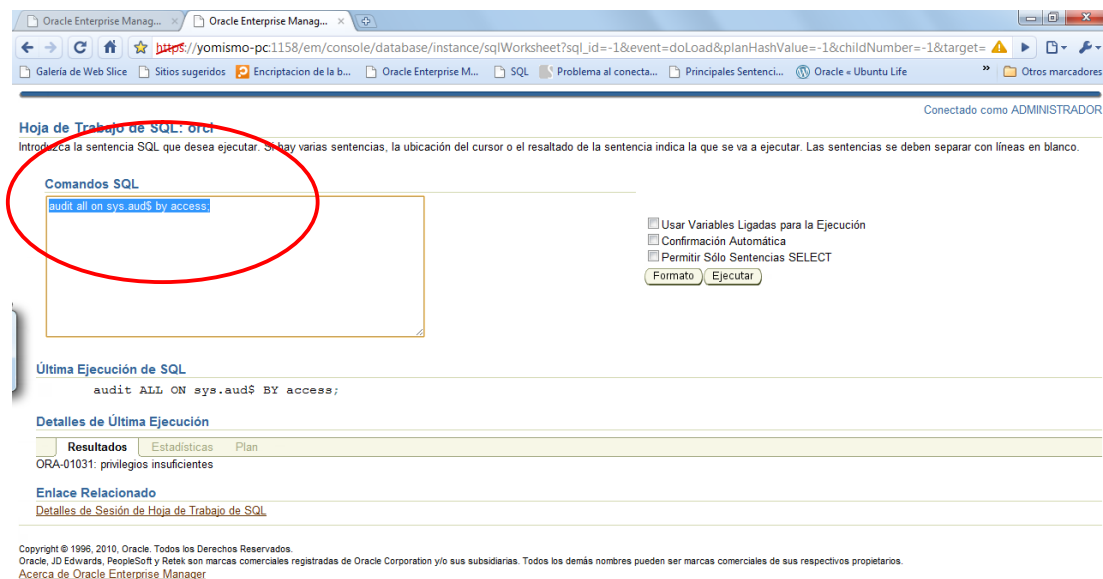 Oracle Enterprise Manag...
Oracle Enterprise Manag...
https://yomismo-pc:1158/em/console/database/instance/sqlWorksheet?sql_id=-1&event=doLoad&planHashValue=-1&childNumber=-1&target=
Galería de Web Slice Sitios sugeridos Encriptacion de la b... Oracle Enterprise M... SQL Problema al conecta... Principales Sentenci... Oracle « Ubuntu Life » Otros marcadores
Conectado como ADMINISTRADOR
Hoja de Trabajo de SQL: orcl
Introduzca la sentencia SQL que desea ejecutar. Si hay varias sentencias, la ubicación del cursor o el resaltado de la sentencia indica la que se va a ejecutar. Las sentencias se deben separar con líneas en blanco.
Comandos SQL
audit all on sys.aud$ by access;
Usar Variables Ligadas para la Ejecución
Confirmación Automática
Permitir Sólo Sentencias SELECT
Formato Ejecutar
Última Ejecución de SQL
audit ALL ON sys.aud$ BY access;
Detalles de Última Ejecución
Resultados Estadísticas Plan
ORA-01031: privilegios insuficientes
Enlace Relacionado
Detalles de Sesión de Hoja de Trabajo de SQL
Copyright © 1996, 2010, Oracle. Todos los Derechos Reservados.
Oracle, JD Edwards, PeopleSoft y Retek son marcas comerciales registradas de Oracle Corporation y/o sus subsidiarias. Todos los demás nombres pueden ser marcas comerciales de sus respectivos propietarios.
Acerca de Oracle Enterprise Manager